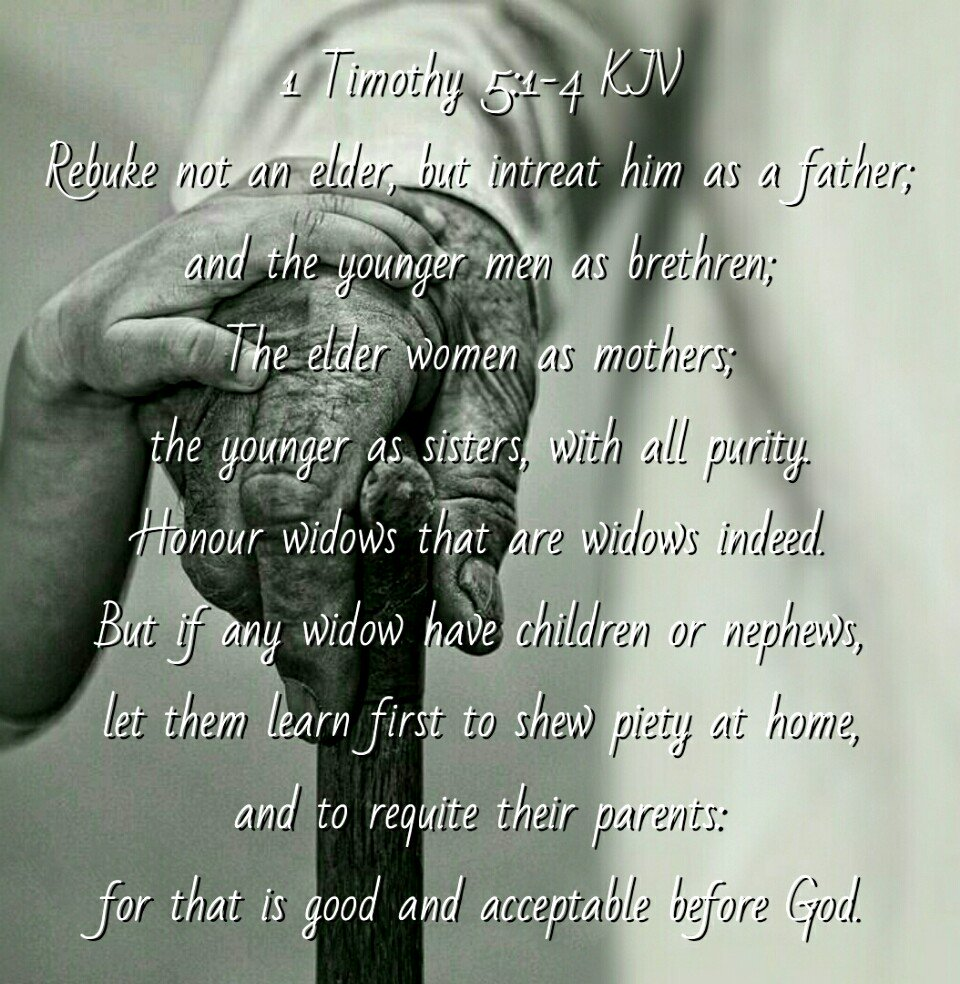 1 Timothy 5:1-4 KJV
Rebuke not an elder, but intreat him as a father;
and the younger men as brethren;
The elder women as mothers;
the younger as sisters, with all purity.
Honour widows that are widows indeed.
But if any widow have children or nephews,
let them learn first to shew piety at home,
and to requite their parents:
for that is good and acceptable before God.